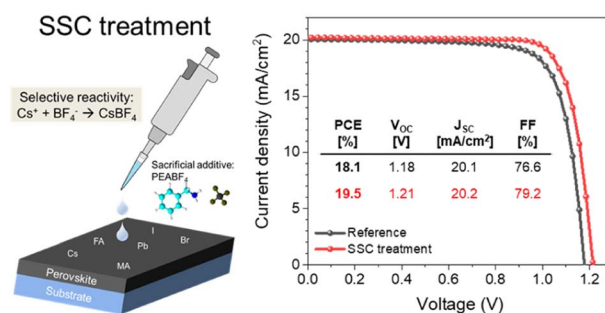 SSC treatment
Selective reactivity:
Cs⁺ + BF₄⁻ → CsBF₄
Sacrificial additive:
PEABF₄
I
FA
Br
Pb
Cs
MA
Perovskite
Substrate
Current density (mA/cm²)
20
15
10
5
0
PCE V_OC J_SC FF
[%] [V] [mA/cm²] [%]
18.1 1.18 20.1 76.6
19.5 1.21 20.2 79.2
Reference
SSC treatment
0.0 0.2 0.4 0.6 0.8 1.0 1.2
Voltage (V)